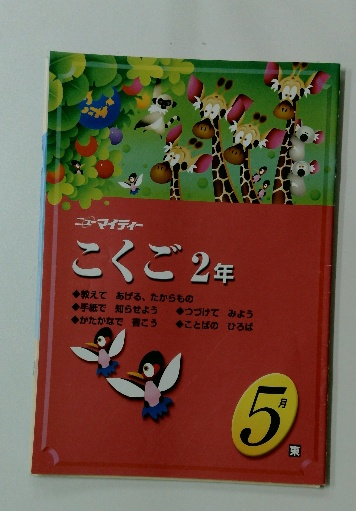 ニューマイティー
こくご 2年
◆教えて あげる、たからもの
◆手紙で 知らせよう ◆つづけて みよう
◆かたかなで 書こう ◆ことばの ひろば
5月
東